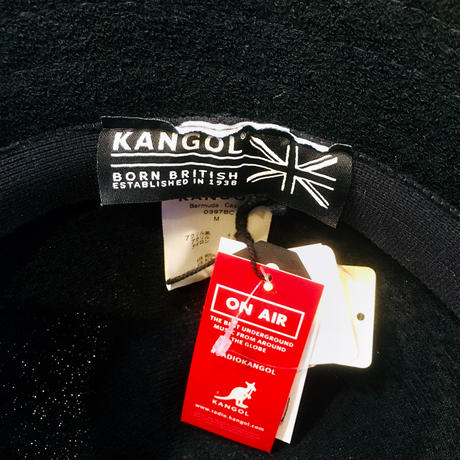 KANGOL®
BORN BRITISH
ESTABLISHED IN 1938
KANGOL
Bermuda
0397BC
M
ON AIR
THE BEST UNDERGROUND
MUSIC FROM AROUND
THE GLOBE
#RADIOKANGOL
KANGOL
www.radio.kangol.com